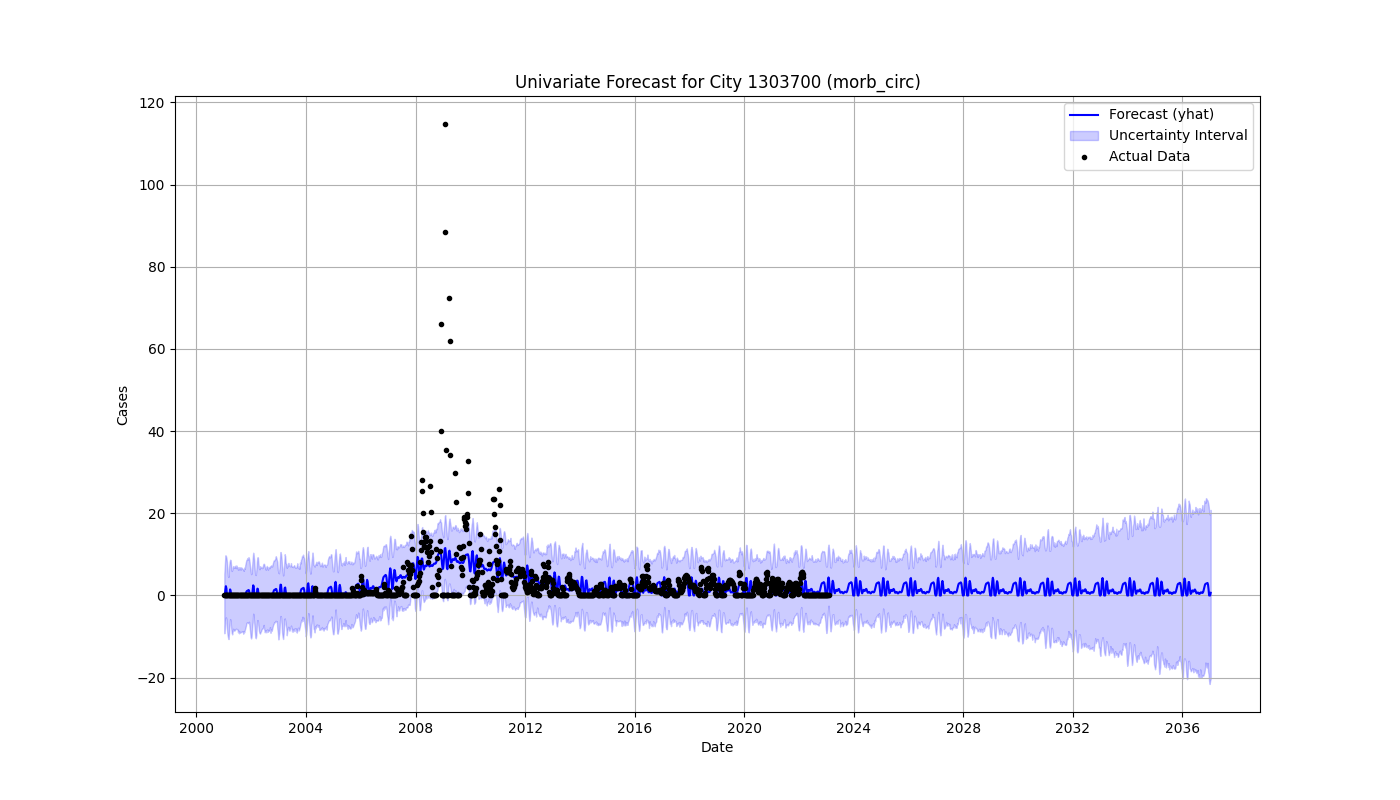 Univariate Forecast for City 1303700 (morb_circ)
Forecast (yhat)
Uncertainty Interval
Actual Data
120
100
80
60
40
20
0
−20
Cases
2000 2004 2008 2012 2016 2020 2024 2028 2032 2036
Date